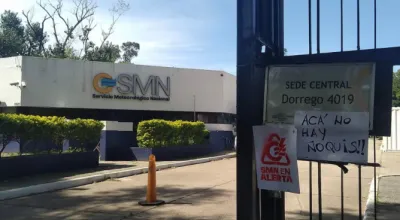 SMN
Servicio Meteorológico Nacional
SEDE CENTRAL
Dorrego 4019
ACÁ NO
HAY
ÑOQUIS!!
SMN EN
ALERTA